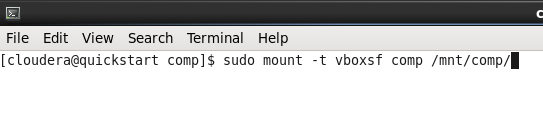 c
File Edit View Search Terminal Help
[cloudera@quickstart comp]$ sudo mount -t vboxsf comp /mnt/comp/